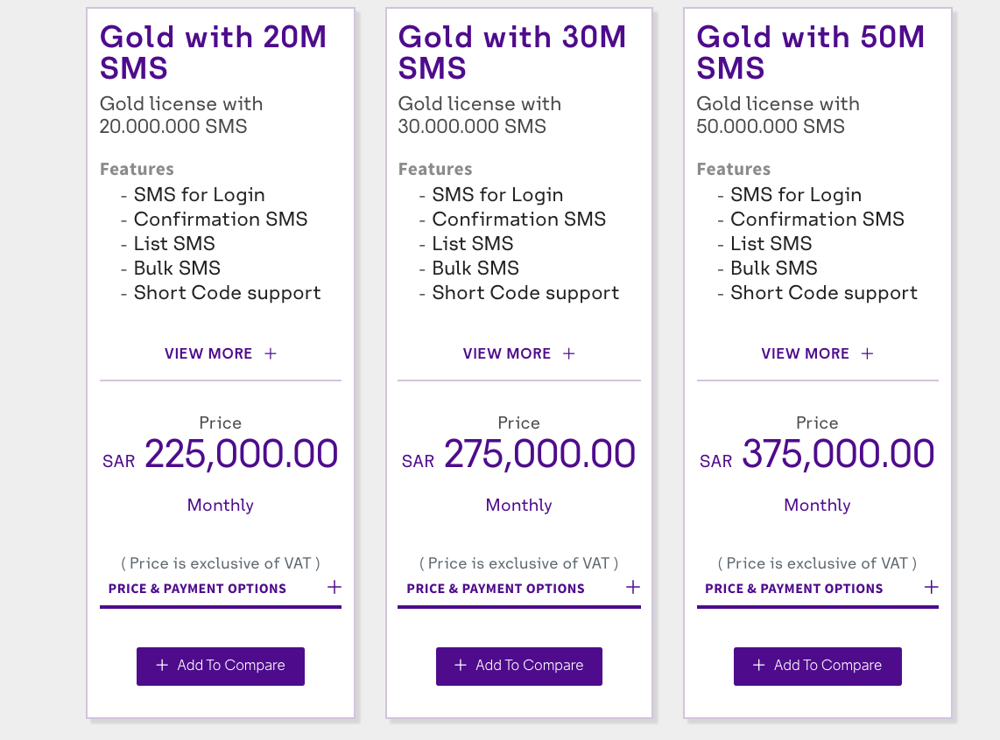 Gold with 20M
SMS
Gold license with
20.000.000 SMS
Features
- SMS for Login
- Confirmation SMS
- List SMS
- Bulk SMS
- Short Code support
VIEW MORE +
Price
SAR 225,000.00
Monthly
( Price is exclusive of VAT )
PRICE & PAYMENT OPTIONS +
+ Add To Compare
Gold with 30M
SMS
Gold license with
30.000.000 SMS
Features
- SMS for Login
- Confirmation SMS
- List SMS
- Bulk SMS
- Short Code support
VIEW MORE +
Price
SAR 275,000.00
Monthly
( Price is exclusive of VAT )
PRICE & PAYMENT OPTIONS +
+ Add To Compare
Gold with 50M
SMS
Gold license with
50.000.000 SMS
Features
- SMS for Login
- Confirmation SMS
- List SMS
- Bulk SMS
- Short Code support
VIEW MORE +
Price
SAR 375,000.00
Monthly
( Price is exclusive of VAT )
PRICE & PAYMENT OPTIONS +
+ Add To Compare